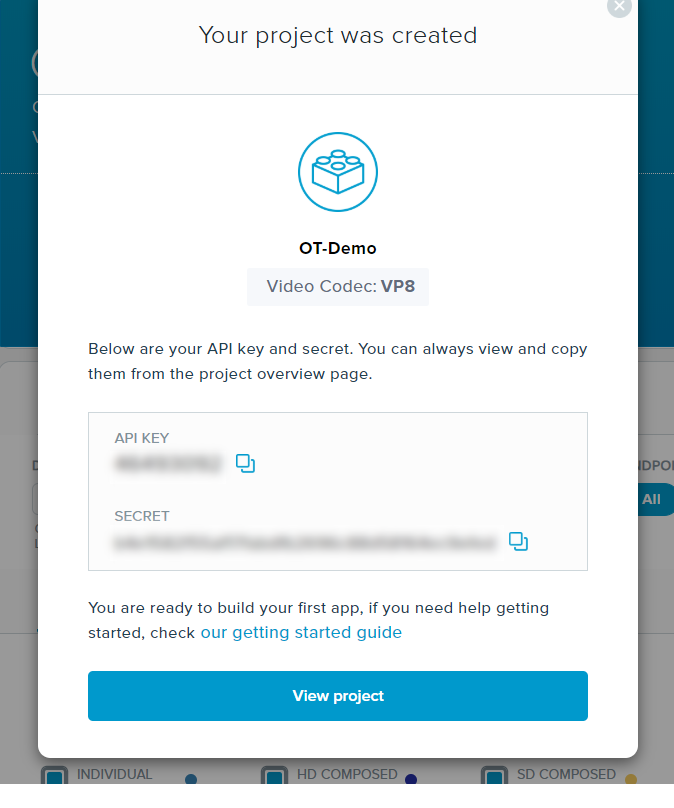 Your project was created
OT-Demo
Video Codec: VP8
Below are your API key and secret. You can always view and copy
them from the project overview page.
API KEY
SECRET
You are ready to build your first app, if you need help getting
started, check our getting started guide
View project
All
INDIVIDUAL
HD COMPOSED
SD COMPOSED